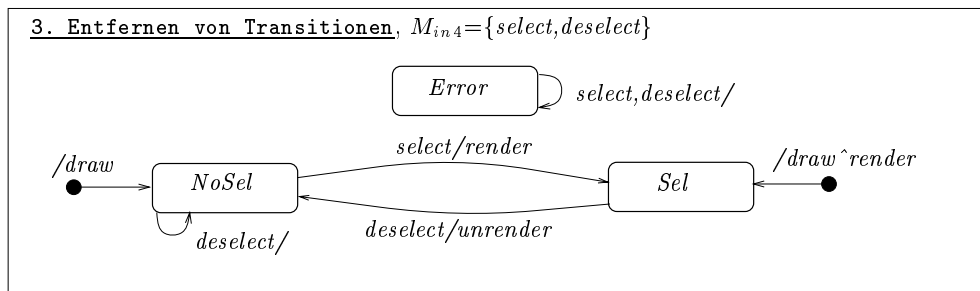 3. Entfernen von Transitionen, M_in4={select,deselect}
Error
select,deselect/
select/render
/draw
/draw^render
NoSel
Sel
deselect/unrender
deselect/